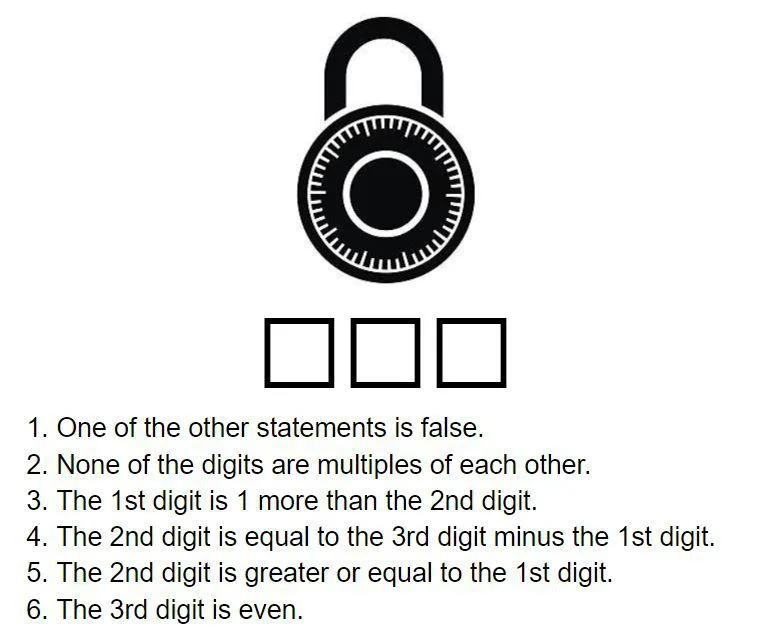 1. One of the other statements is false.
2. None of the digits are multiples of each other.
3. The 1st digit is 1 more than the 2nd digit.
4. The 2nd digit is equal to the 3rd digit minus the 1st digit.
5. The 2nd digit is greater or equal to the 1st digit.
6. The 3rd digit is even.